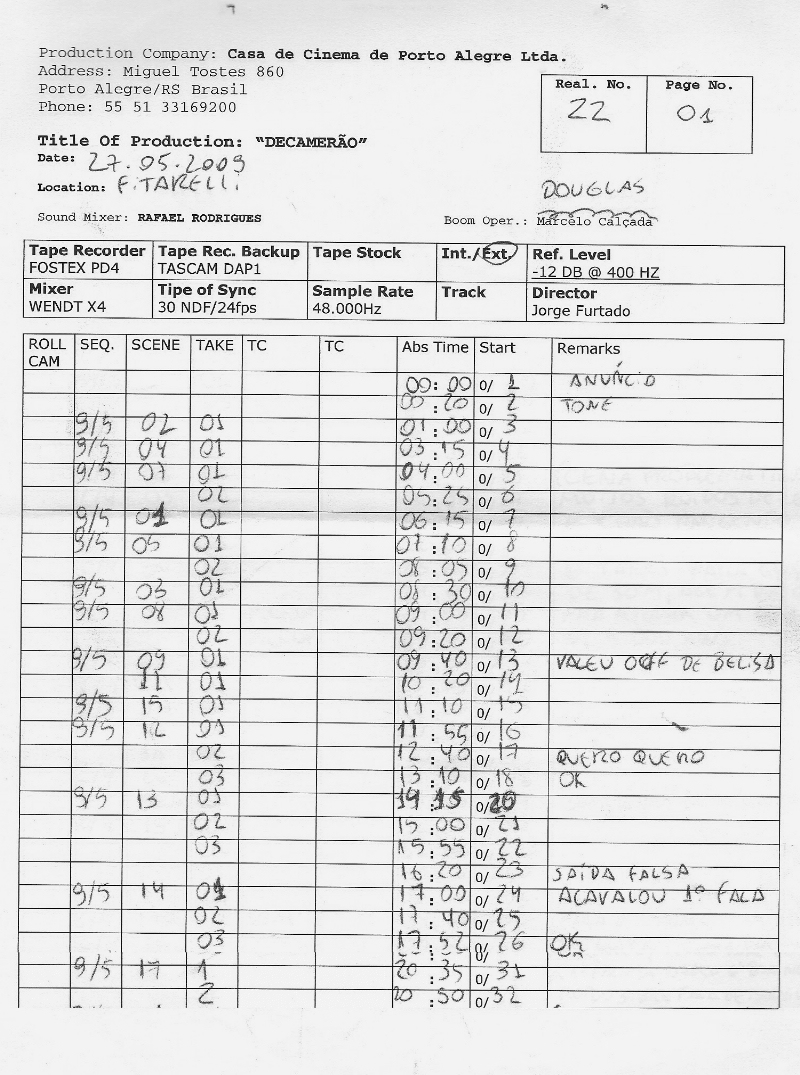 Production Company: Casa de Cinema de Porto Alegre Ltda.
Address: Miguel Tostes 860
Porto Alegre/RS Brasil
Phone: 55 51 33169200
Real. No. Page No.
22 01
Title Of Production: “DECAMERÃO”
Date: 27.05.2009
Location: F. TARELLI.
DOUGLAS
Sound Mixer: RAFAEL RODRIGUES Boom Oper.: Marcelo Calçada
Tape Recorder Tape Rec. Backup Tape Stock Int./Ext. Ref. Level
FOSTEX PD4 TASCAM DAP1 -12 DB @ 400 HZ
Mixer Tipe of Sync Sample Rate Track Director
WENDT X4 30 NDF/24fps 48.000Hz Jorge Furtado
ROLL CAM SEQ. SCENE TAKE TC TC Abs Time Start Remarks
00:00 0/ 1 ANÚNCIO
00:20 0/ 2 TONE
9/5 02 01 01:00 0/ 3
9/5 04 01 03:15 0/ 4
9/5 07 01 04:00 0/ 5
02 05:25 0/ 6
9/5 01 01 06:15 0/ 7
9/5 05 01 07:10 0/ 8
02 08:05 0/ 9
9/5 03 01 08:30 0/ 10
9/5 08 01 09:00 0/ 11
02 09:20 0/ 12
9/5 09 01 09:40 0/ 13 VALEU OFF DE BELISA
11 01 10:20 0/ 14
9/5 15 01 11:10 0/ 15
9/5 12 01 11:55 0/ 16
02 12:40 0/ 17 QUERO QUERO
03 13:10 0/ 18 OK
9/5 13 01 14:15 0/ 20
02 15:00 0/ 21
03 15:55 0/ 22
16:20 0/ 23 SAÍDA FALSA
9/5 14 01 17:00 0/ 24 ACAVALOU 1º FALA
02 17:40 0/ 25
03 17:52 0/ 26 OK
0/
9/5 17 1 20:35 0/ 31
2 20:50 0/ 32